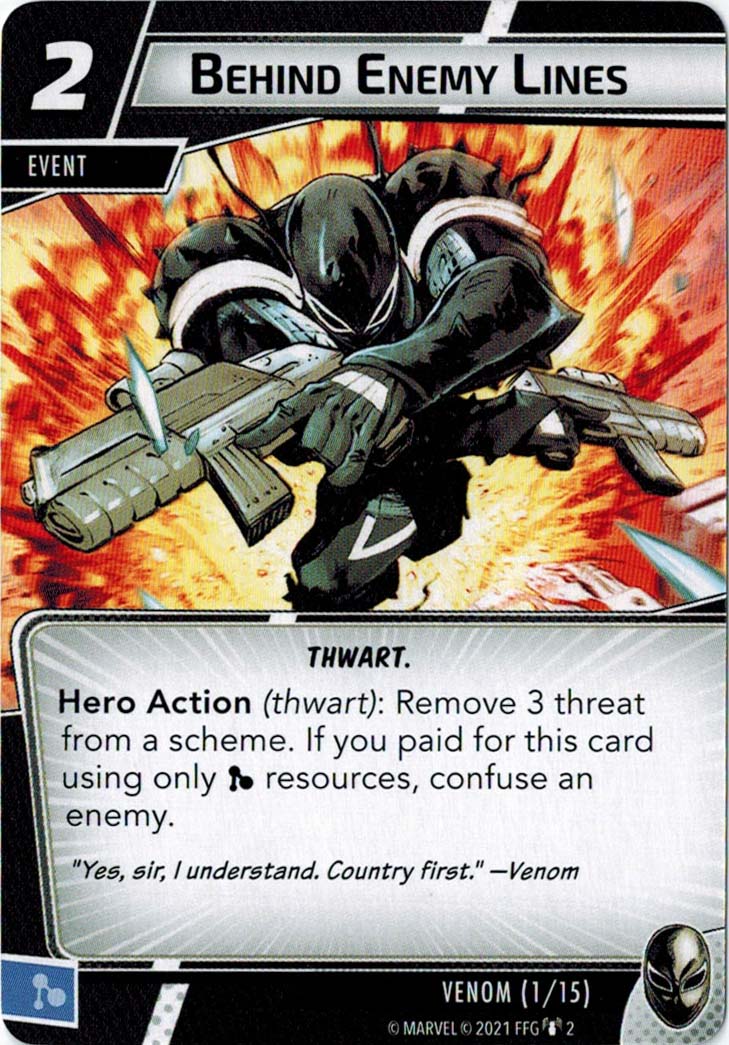 2
BEHIND ENEMY LINES
EVENT
THWART.
Hero Action (thwart): Remove 3 threat
from a scheme. If you paid for this card
using only resources, confuse an
enemy.
"Yes, sir, I understand. Country first." —Venom
VENOM (1/15)
© MARVEL © 2021 FFG 2